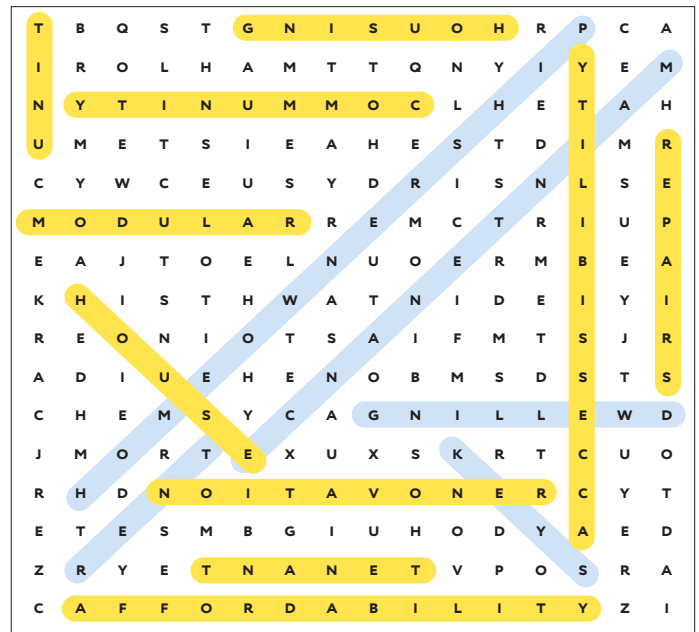 T B Q S T G N I S U O H R P C A
I R O L H A M T T Q N Y I Y E M
N Y T I N U M M O C L H E T A H
U M E T S I E A H E S T D I M R
C Y W C E U S Y D R I S N L S E
M O D U L A R R E M C T R I U P
E A J T O E L N U O E R M B E A
K H I S T H W A T N I D E I Y I
R E O N I O T S A I F M T S J R
A D I U E H E N O B M S D S T S
C H E M S Y C A G N I L L E W D
J M O R T E X U X S K R T C U O
R H D N O I T A V O N E R C Y T
E T E S M B G I U H O D Y A E D
Z R Y E T N A N E T V P O S R A
C A F F O R D A B I L I T Y Z I